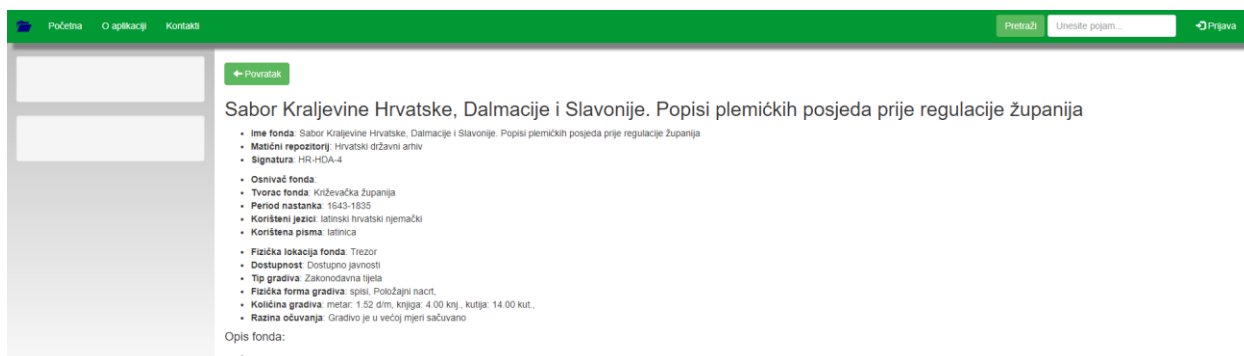 Početna O aplikaciji Kontakti Pretraži Unesite pojam... Prijava
Povratak
Sabor Kraljevine Hrvatske, Dalmacije i Slavonije. Popisi plemićkih posjeda prije regulacije županija
Ime fonda: Sabor Kraljevine Hrvatske, Dalmacije i Slavonije. Popisi plemićkih posjeda prije regulacije županija
Matični repozitorij: Hrvatski državni arhiv
Signatura: HR-HDA-4
Osnivač fonda:
Tvorac fonda: Križevačka županija
Period nastanka: 1643-1835
Korišteni jezici: latinski hrvatski njemački
Korištena pisma: latinica
Fizička lokacija fonda: Trezor
Dostupnost: Dostupno javnosti
Tip gradiva: Zakonodavna tijela
Fizička forma gradiva: spisi, Položajni nacrt,
Količina gradiva: metar: 1.52 d/m, knjiga: 4.00 knj., kutija: 14.00 kut.,
Razina očuvanja: Gradivo je u većoj mjeri sačuvano
Opis fonda: